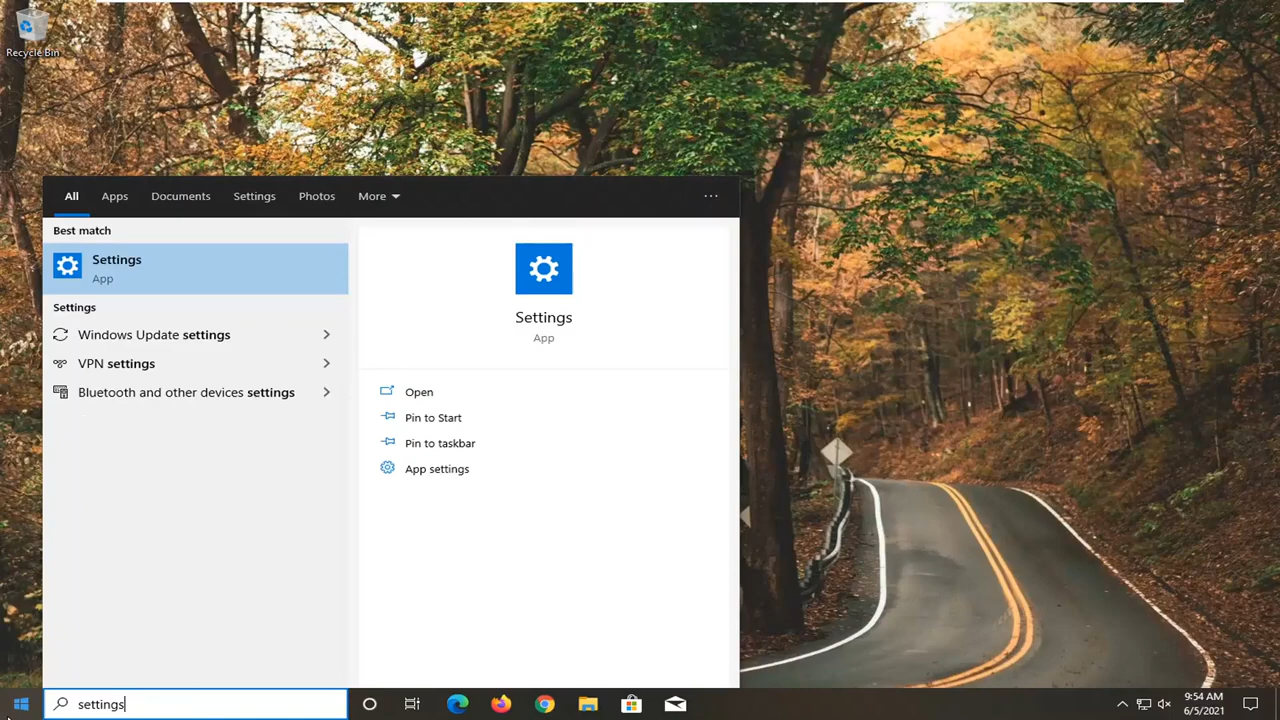 Recycle Bin
All Apps Documents Settings Photos More ...
Best match
Settings
App
Settings
Windows Update settings
VPN settings
Bluetooth and other devices settings
Settings
App
Open
Pin to Start
Pin to taskbar
App settings
settings
9:54 AM
6/5/2021